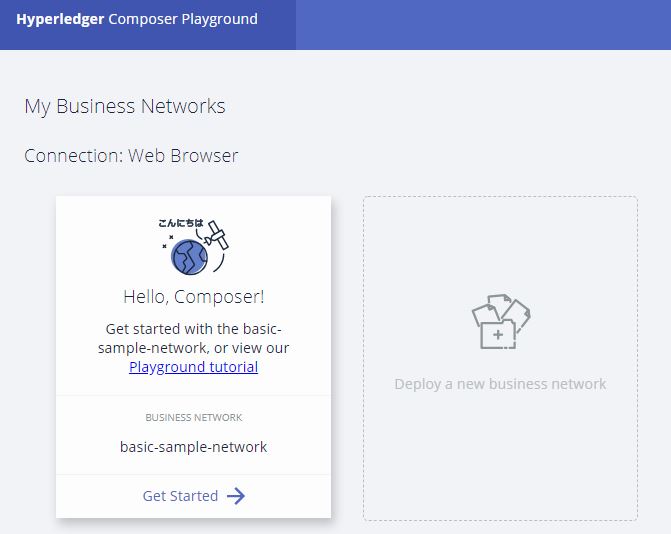 Hyperledger Composer Playground
My Business Networks
Connection: Web Browser
こんにちは
Hello, Composer!
Get started with the basic-
sample-network, or view our
Playground tutorial
BUSINESS NETWORK
basic-sample-network
Get Started
Deploy a new business network